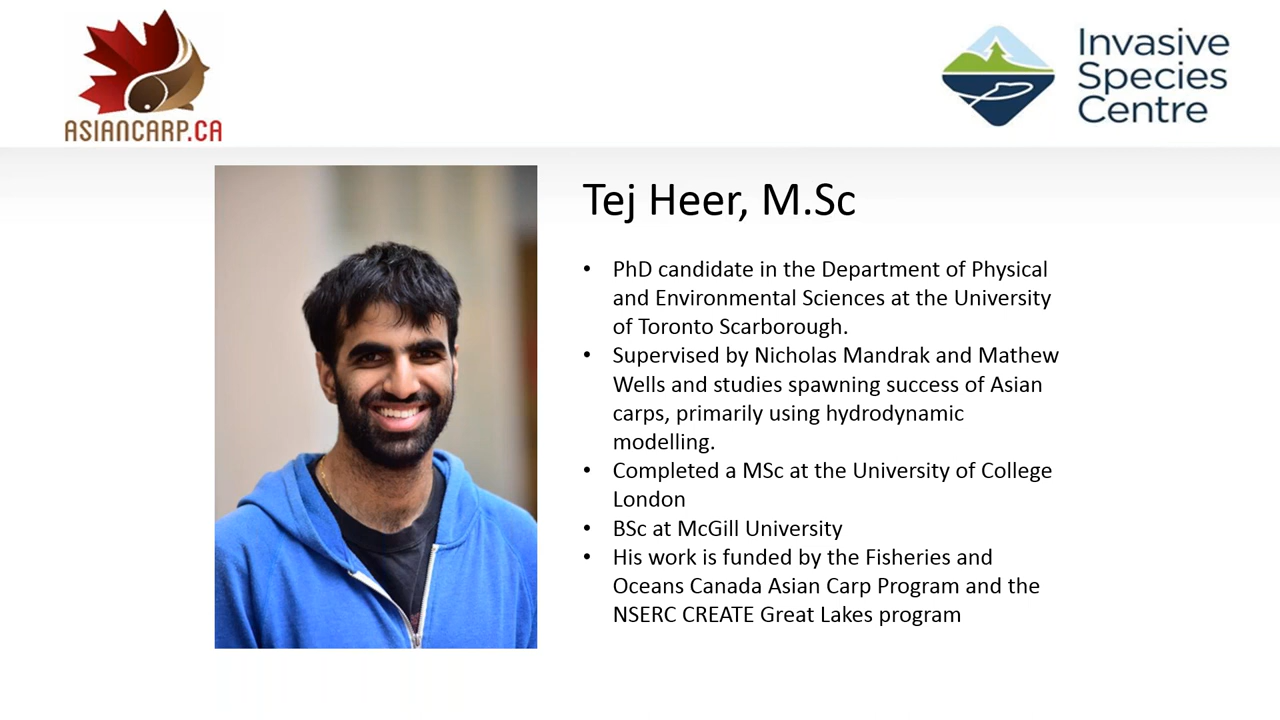 ASIANCARP.CA
Invasive
Species
Centre
Tej Heer, M.Sc
• PhD candidate in the Department of Physical
and Environmental Sciences at the University
of Toronto Scarborough.
• Supervised by Nicholas Mandrak and Mathew
Wells and studies spawning success of Asian
carps, primarily using hydrodynamic
modelling.
• Completed a MSc at the University of College
London
• BSc at McGill University
• His work is funded by the Fisheries and
Oceans Canada Asian Carp Program and the
NSERC CREATE Great Lakes program